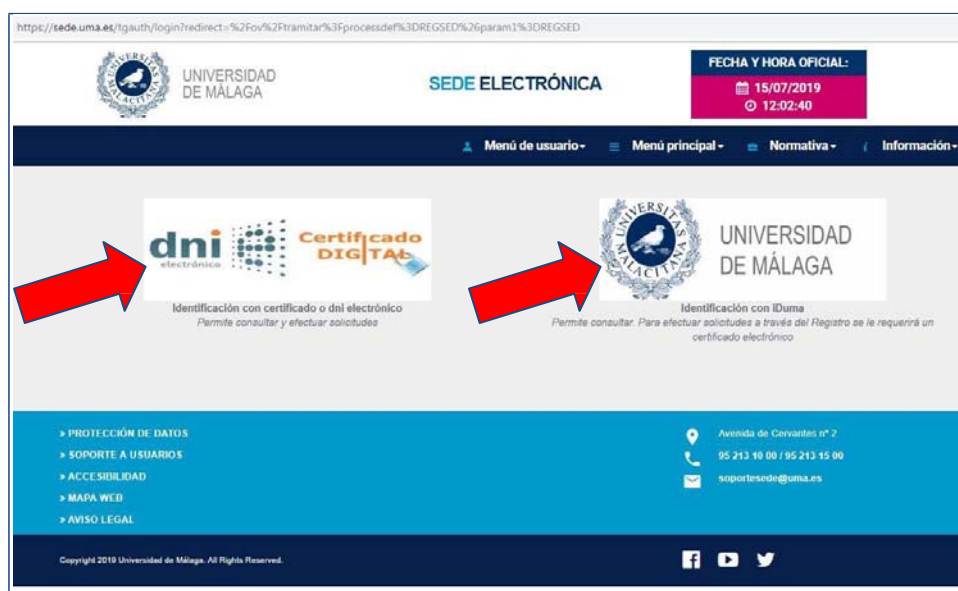 https://sede.uma.es/tgauth/login?redirect=%2Fov%2Ftramitar%3Fprocessdef%3DREGSED%26param1%3DREGSED
UNIVERSITAS MALACITANA
UNIVERSIDAD
DE MÁLAGA
SEDE ELECTRÓNICA
FECHA Y HORA OFICIAL:
15/07/2019
12:02:40
Menú de usuario
Menú principal
Normativa
Información
dni
electrónico
Certificado
DIGITAL
Identificación con certificado o dni electrónico
Permite consultar y efectuar solicitudes
UNIVERSITAS MALACITANA
UNIVERSIDAD
DE MÁLAGA
Identificación con iDuma
Permite consultar. Para efectuar solicitudes a través del Registro se le requerirá un
certificado electrónico
» PROTECCIÓN DE DATOS
» SOPORTE A USUARIOS
» ACCESIBILIDAD
» MAPA WEB
» AVISO LEGAL
Avenida de Cervantes nº 2
95 213 10 00 / 95 213 15 00
soportesede@uma.es
Copyright 2019 Universidad de Málaga. All Rights Reserved.